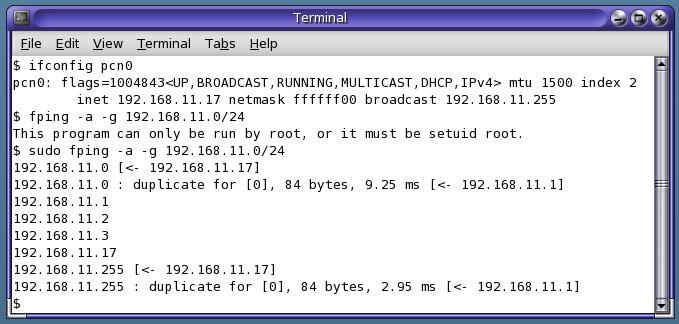 Terminal
File Edit View Terminal Tabs Help
$ ifconfig pcn0
pcn0: flags=1004843<UP,BROADCAST,RUNNING,MULTICAST,DHCP,IPv4> mtu 1500 index 2
        inet 192.168.11.17 netmask ffffff00 broadcast 192.168.11.255
$ fping -a -g 192.168.11.0/24
This program can only be run by root, or it must be setuid root.
$ sudo fping -a -g 192.168.11.0/24
192.168.11.0 [<- 192.168.11.17]
192.168.11.0 : duplicate for [0], 84 bytes, 9.25 ms [<- 192.168.11.1]
192.168.11.1
192.168.11.2
192.168.11.3
192.168.11.17
192.168.11.255 [<- 192.168.11.17]
192.168.11.255 : duplicate for [0], 84 bytes, 2.95 ms [<- 192.168.11.1]
$